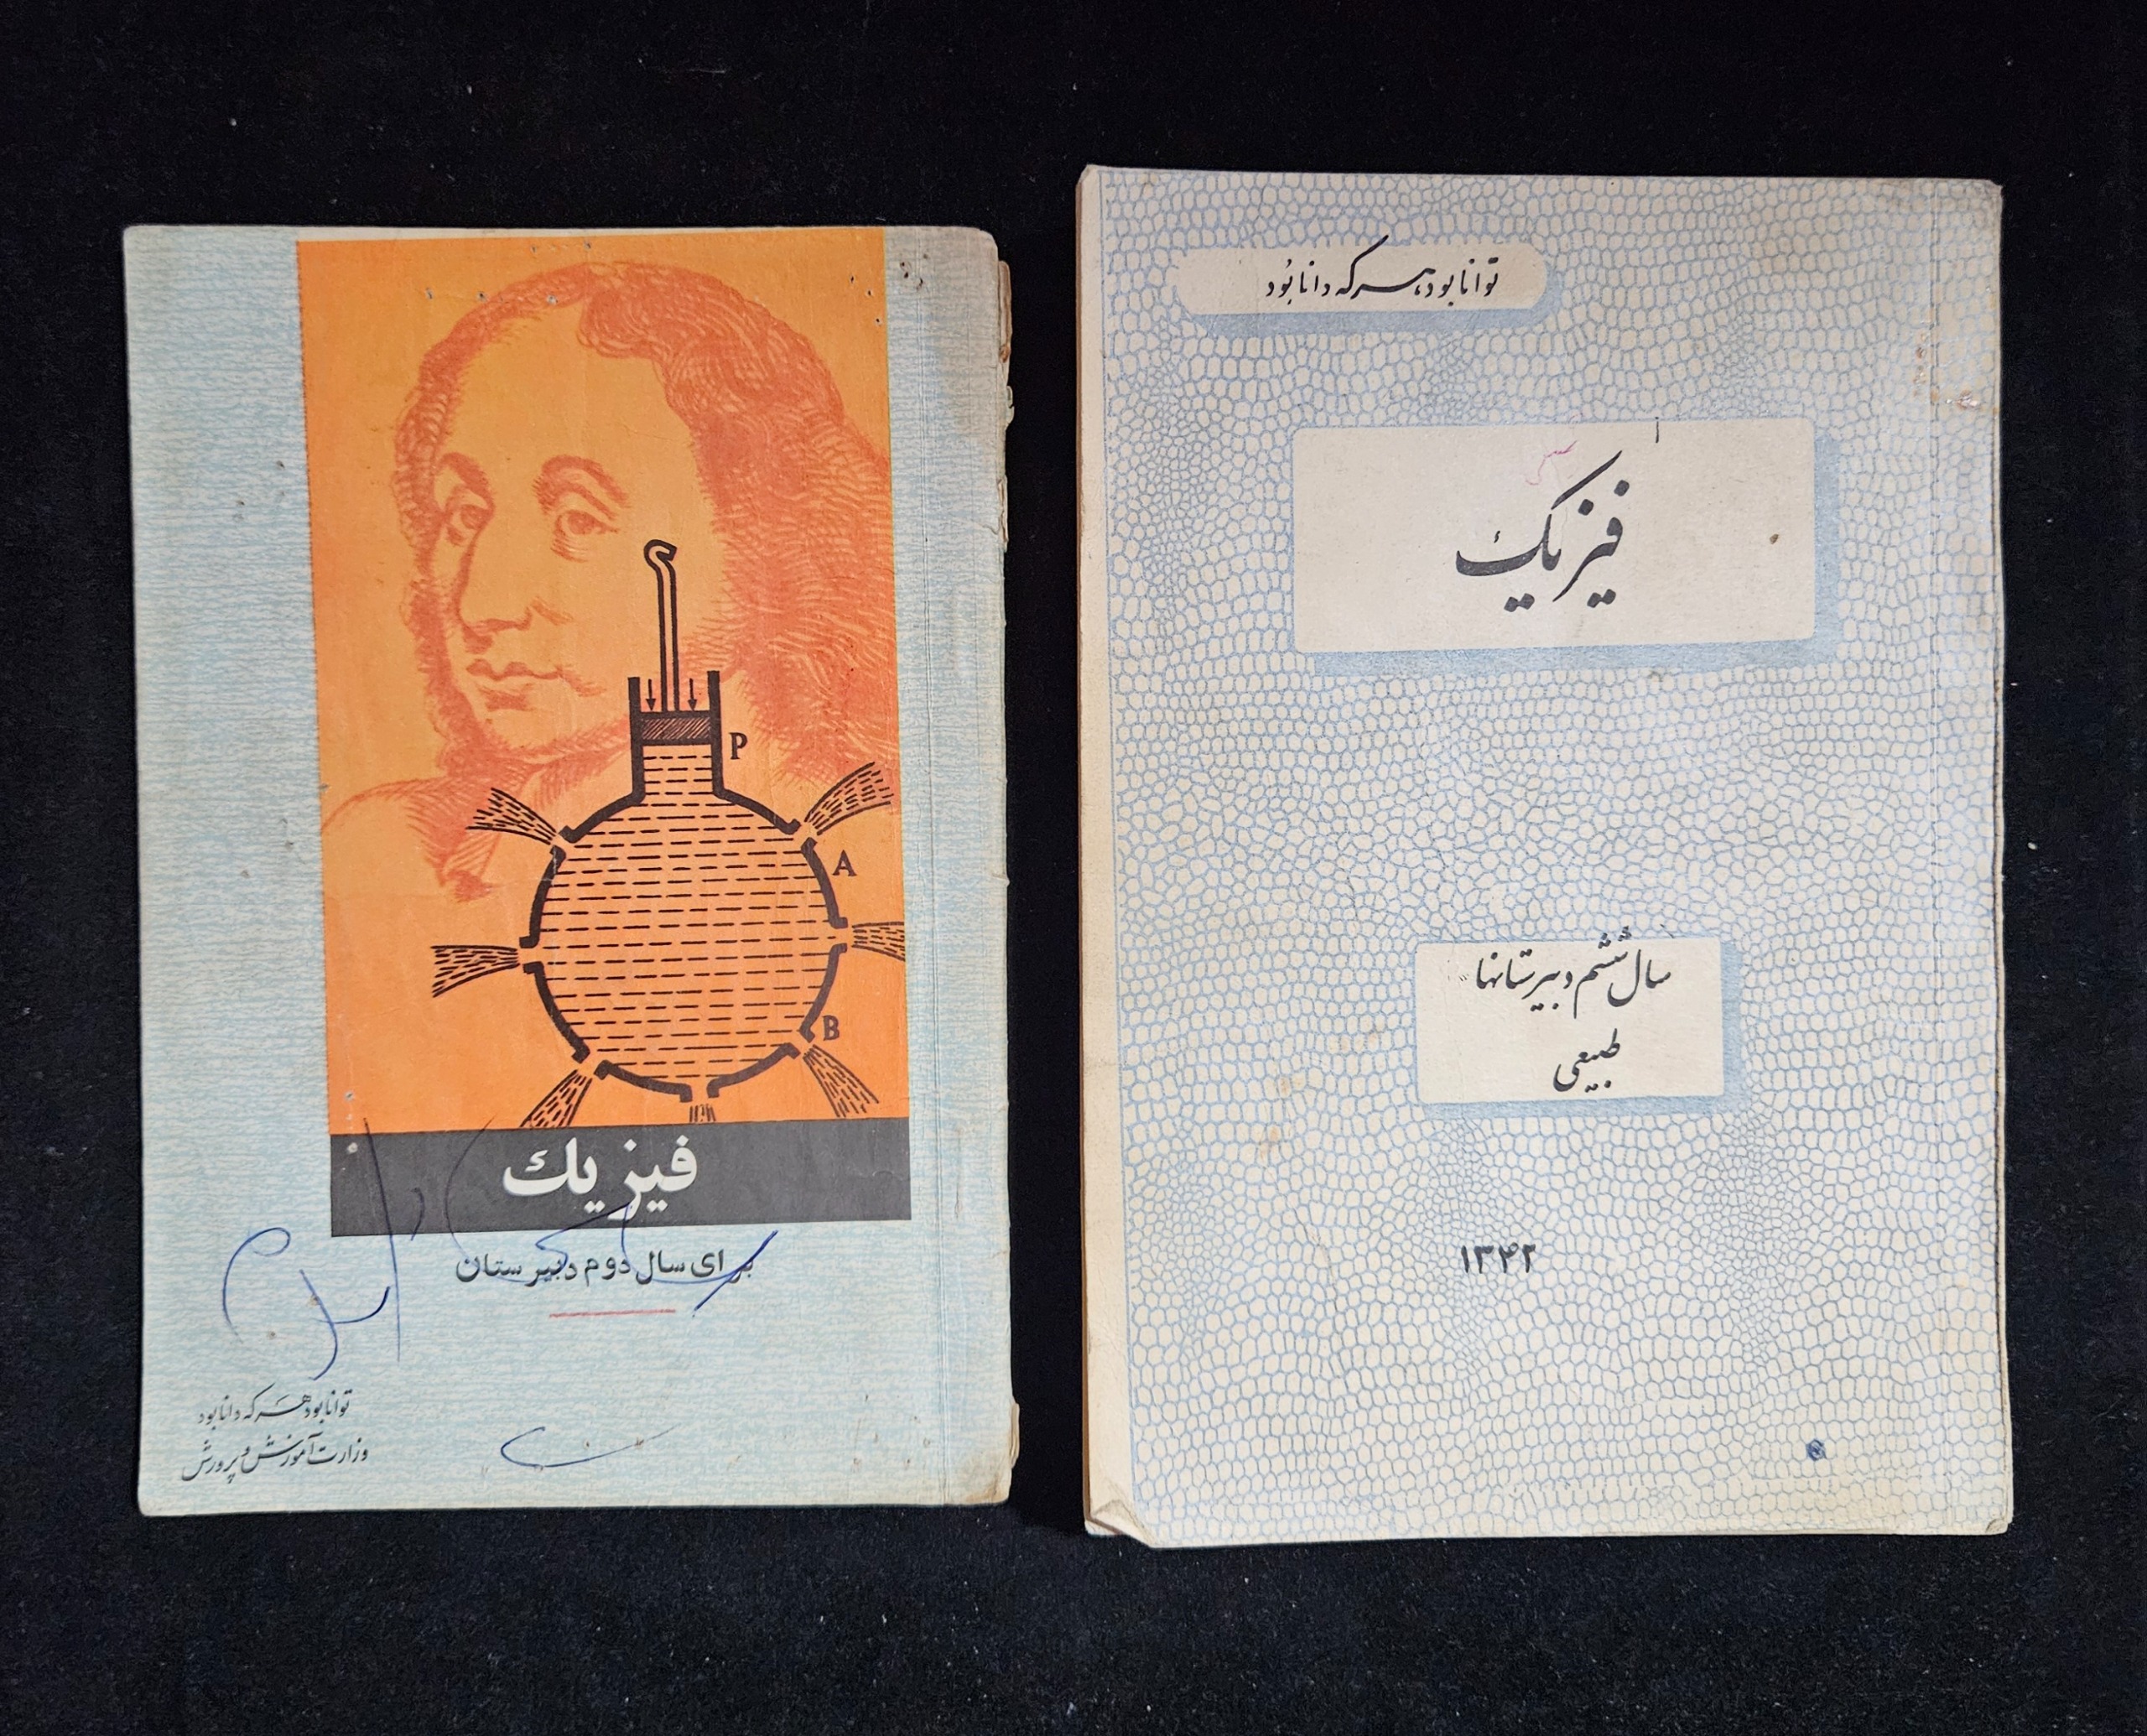 توانا بود هر که دانا بود
فیزیک
سال ششم دبیرستانها
طبیعی
۱۳۴۲
P
A
B
فیزیک
برای سال دوم دبیرستان
توانا بود هر که دانا بود
وزارت آموزش و پرورش